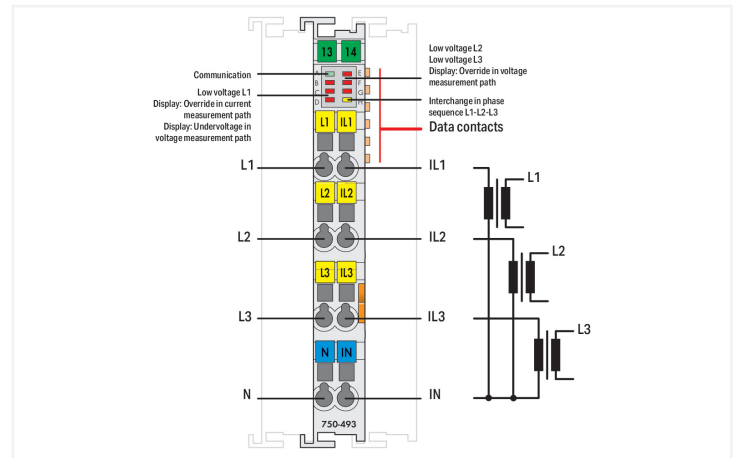 13 14
Communication
Low voltage L1
Display: Override in current
measurement path
Display: Undervoltage in
voltage measurement path
A E
B F
C G
D H
Low voltage L2
Low voltage L3
Display: Override in voltage
measurement path
Interchange in phase
sequence L1-L2-L3
Data contacts
L1 IL1
L1 IL1
L1
L2 IL2
L2 IL2
L2
L3 IL3
L3 IL3
L3
N IN
N IN
750-493